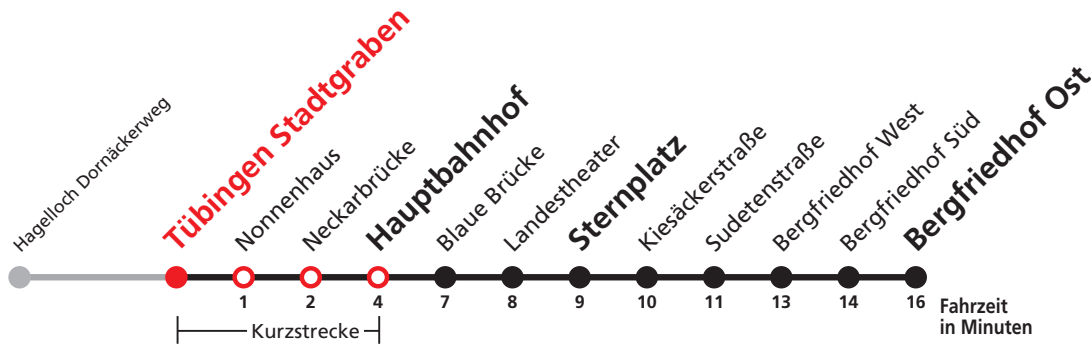 Hagelloch Dornäckerweg
Tübingen Stadtgraben
Nonnenhaus
Neckarbrücke
Hauptbahnhof
Blaue Brücke
Landestheater
Sternplatz
Kiesäckerstraße
Sudetenstraße
Bergfriedhof West
Bergfriedhof Süd
Bergfriedhof Ost
1 2 4 7 8 9 10 11 13 14 16
Fahrzeit
in Minuten
Kurzstrecke